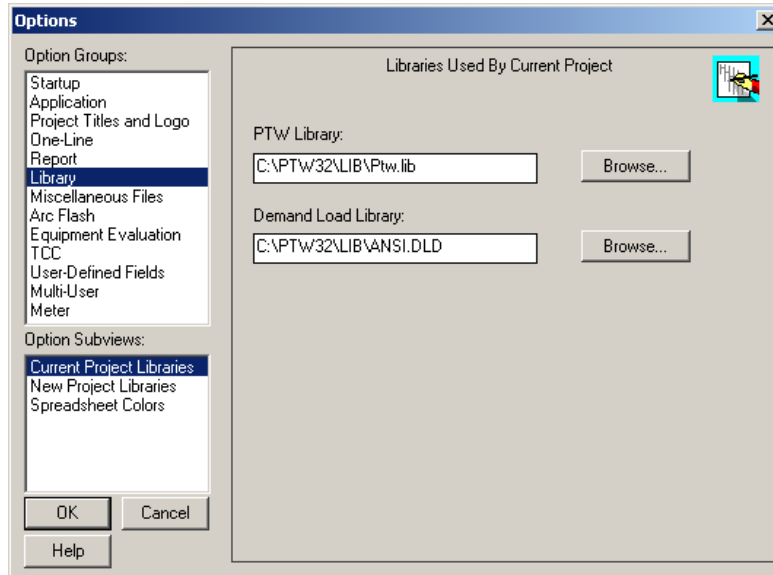 Options
Option Groups:
Startup
Application
Project Titles and Logo
One-Line
Report
Library
Miscellaneous Files
Arc Flash
Equipment Evaluation
TCC
User-Defined Fields
Multi-User
Meter
Option Subviews:
Current Project Libraries
New Project Libraries
Spreadsheet Colors
OK Cancel
Help
Libraries Used By Current Project
PTW Library:
C:\PTW32\LIB\Ptw.lib Browse...
Demand Load Library:
C:\PTW32\LIB\ANSI.DLD Browse...